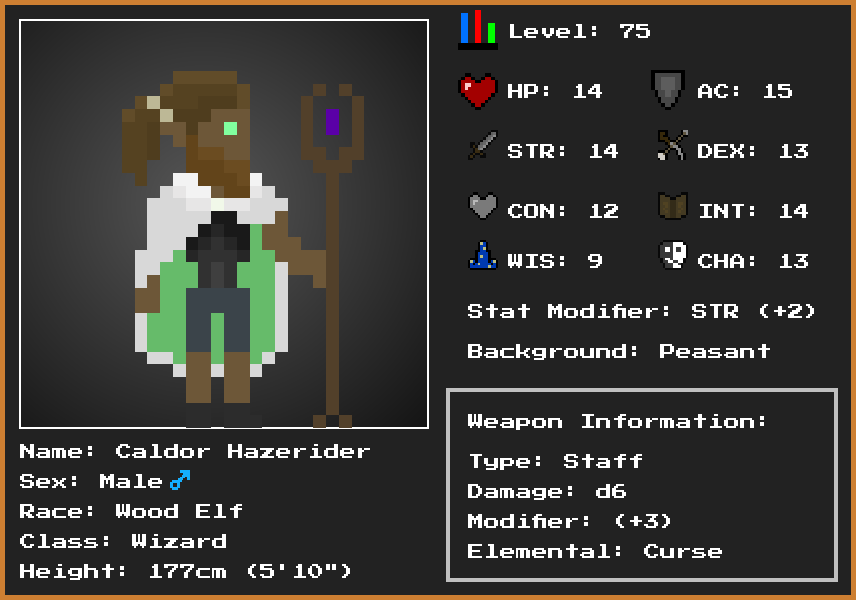 Level: 75
HP: 14 AC: 15
STR: 14 DEX: 13
CON: 12 INT: 14
WIS: 9 CHA: 13
Stat Modifier: STR (+2)
Background: Peasant
Weapon Information:
Type: Staff
Damage: d6
Modifier: (+3)
Elemental: Curse
Name: Caldor Hazerider
Sex: Male♂
Race: Wood Elf
Class: Wizard
Height: 177cm (5'10")